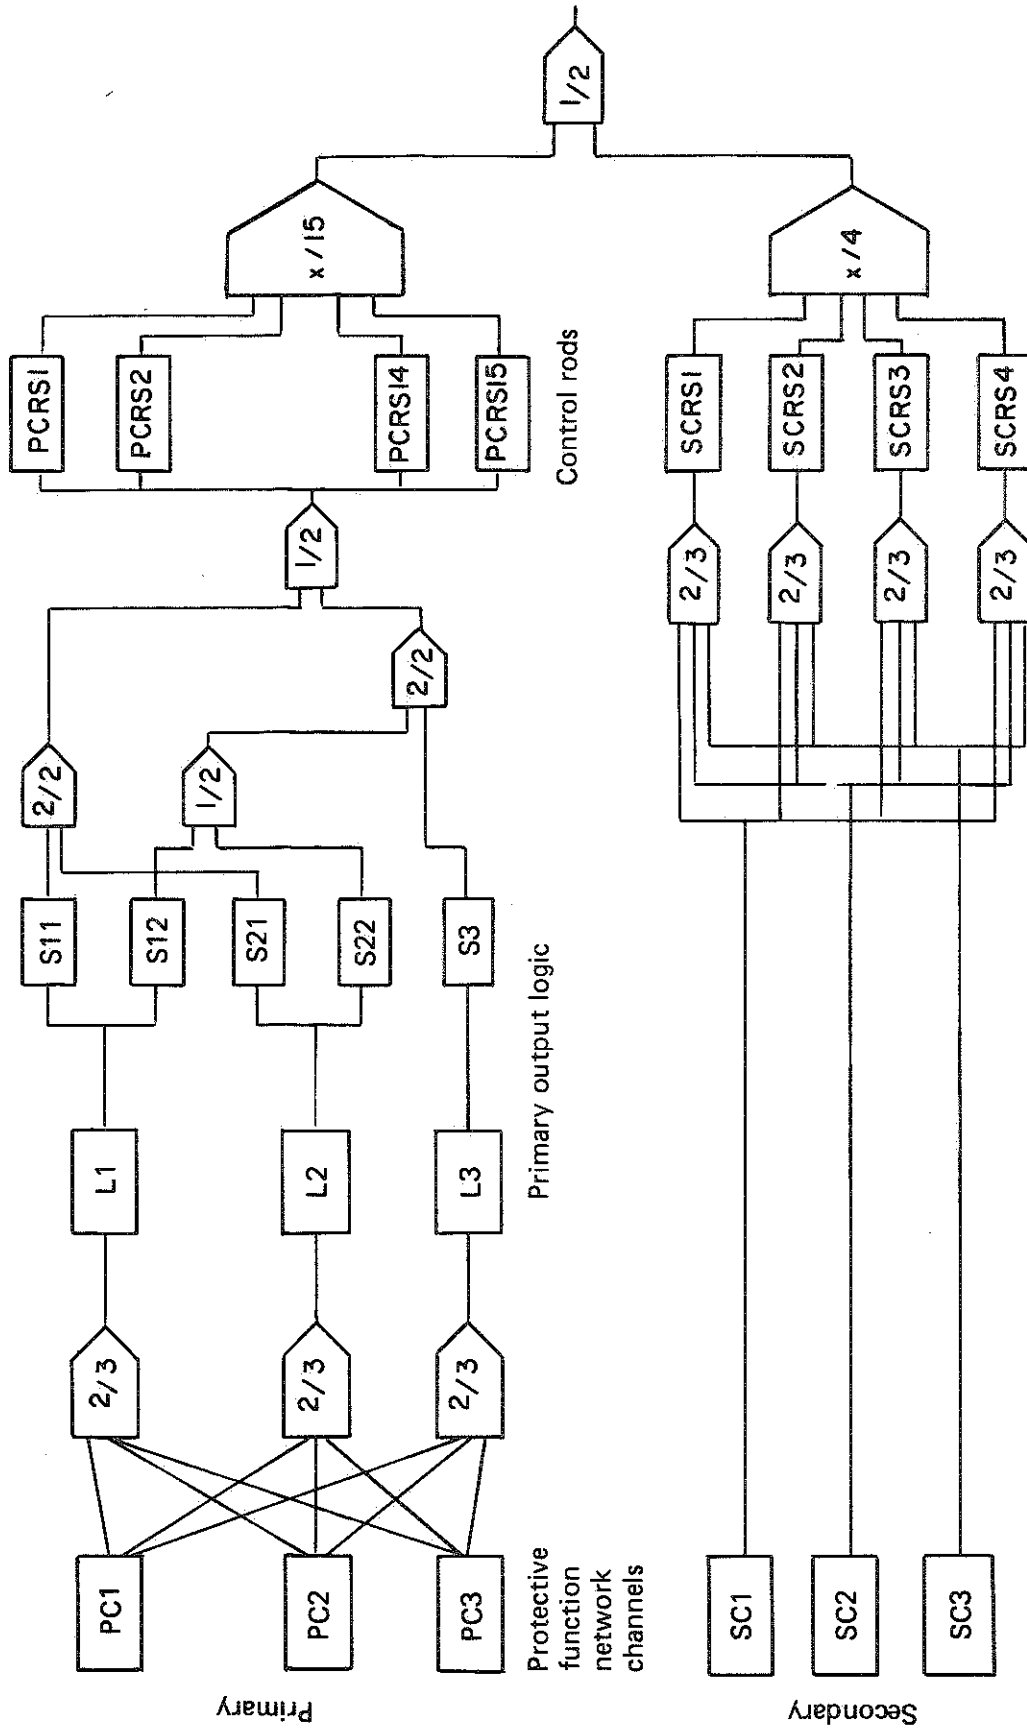 Primary
PC1
PC2
PC3
Protective
function
network
channels
2/3
2/3
2/3
L1
L2
L3
Primary output logic
S11
S12
S21
S22
S3
2/2
1/2
2/2
1/2
PCRS1
PCRS2
PCRS14
PCRS15
Control rods
x/15
1/2
Secondary
SC1
SC2
SC3
2/3
2/3
2/3
2/3
SCRS1
SCRS2
SCRS3
SCRS4
x/4